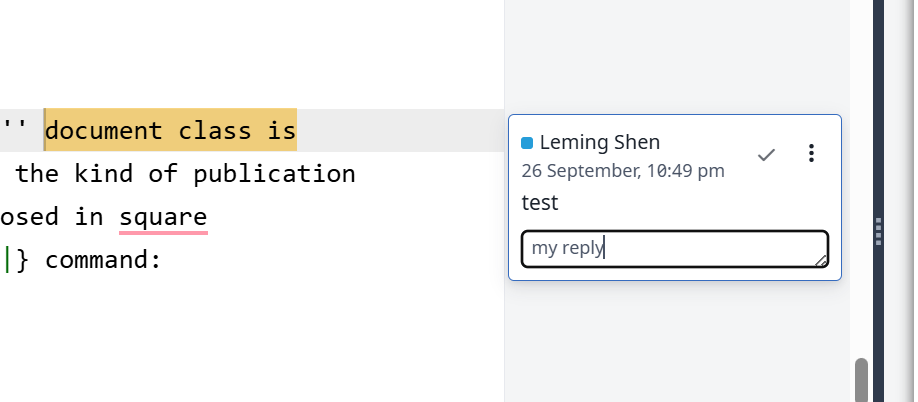 '' document class is
the kind of publication
osed in square
|} command:
Leming Shen
26 September, 10:49 pm
test
my reply